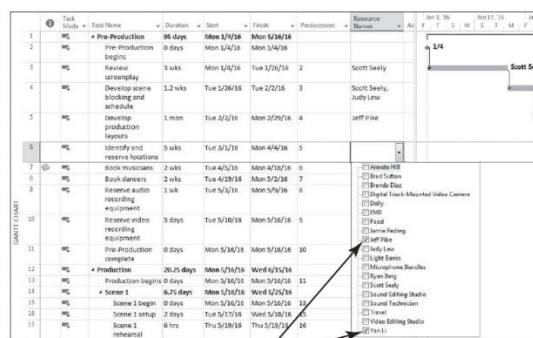 Task Mode Task Name Duration Start Finish Predecessors Resource Names
Jan 3, '16 Jan 17, '16
F T S W S T M F
1 Pre-Production 95 days Mon 1/4/16 Mon 5/16/16
2 Pre-Production begins 0 days Mon 1/4/16 Mon 1/4/16
1/4
3 Review screenplay 3 wks Mon 1/4/16 Tue 1/26/16 2 Scott Seely
Scott Se
4 Develop scene blocking and schedule 1.2 wks Tue 1/26/16 Tue 2/2/16 3 Scott Seely, Judy Lew
5 Develop production layouts 1 mon Tue 2/2/16 Mon 2/29/16 4 Jeff Pike
6 Identify and reserve locations 5 wks Tue 3/1/16 Mon 4/4/16 5
7 Book musicians 2 wks Tue 4/5/16 Mon 4/18/16 6
8 Book dancers 2 wks Tue 4/19/16 Mon 5/2/16 7
9 Reserve audio recording equipment 1 wk Tue 5/3/16 Mon 5/9/16 8
10 Reserve video recording equipment 5 days Tue 5/10/16 Mon 5/16/16 9
11 Pre-Production complete 0 days Mon 5/16/16 Mon 5/16/16 10
12 Production 20.25 days Mon 5/16/16 Wed 6/15/16
13 Production begins 0 days Mon 5/16/16 Mon 5/16/16 11
14 Scene 1 6.75 days Mon 5/16/16 Wed 5/25/16
15 Scene 1 begin 0 days Mon 5/16/16 Mon 5/16/16 13
16 Scene 1 setup 2 days Tue 5/17/16 Wed 5/18/16 15
17 Scene 1 rehearsal 6 hrs Thu 5/19/16 Thu 5/19/16 16
Annette Hill
Brad Sutton
Brenda Diaz
Digital Truck-Mounted Video Camera
Dolly
DVD
Food
Jamie Reding
Jeff Pike
Judy Lew
Light Banks
Microphone Bundles
Ryan Ihrig
Scott Seely
Sound Editing Studio
Sound Technician
Travel
Video Editing Studio
Yan Li
GANTT CHART